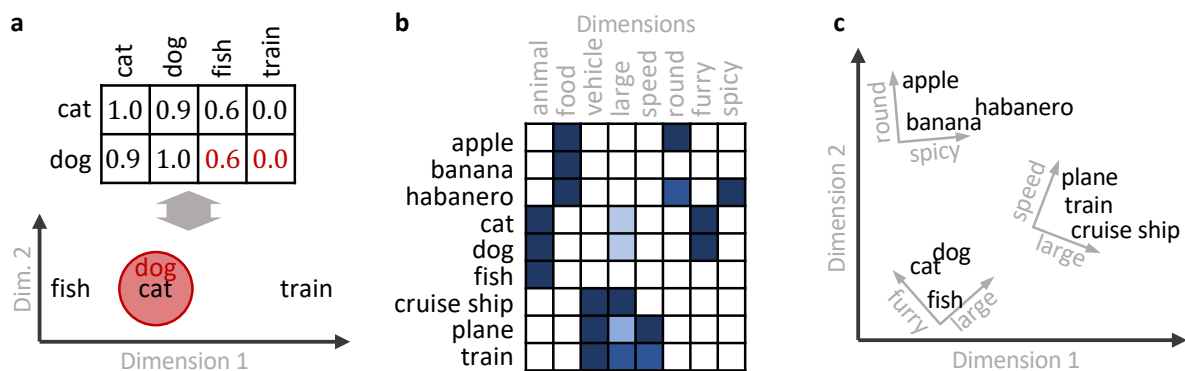 a
cat dog fish train
cat 1.0 0.9 0.6 0.0
dog 0.9 1.0 0.6 0.0
Dim. 2
fish
dog
cat
train
Dimension 1
b
Dimensions
animal food vehicle large speed round furry spicy
apple
banana
habanero
cat
dog
fish
cruise ship
plane
train
c
Dimension 2
round
apple
habanero
banana
spicy
speed
plane
train
cruise ship
large
dog
cat
fish
furry
large
Dimension 1